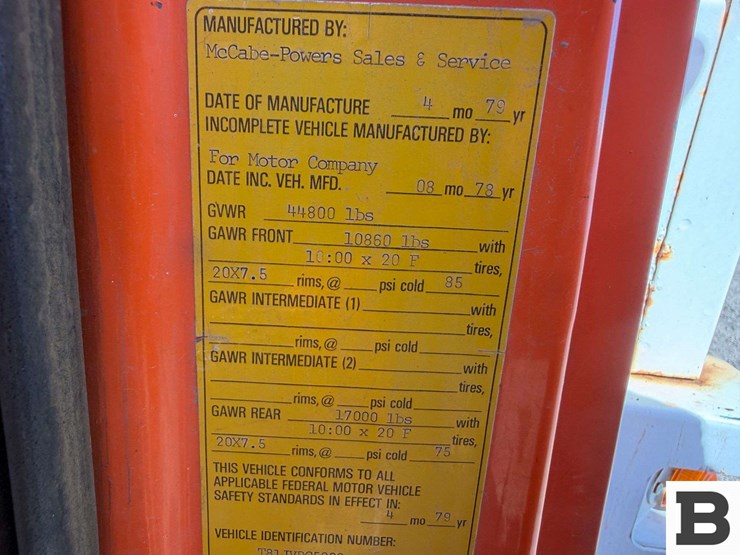 MANUFACTURED BY:
McCabe-Powers Sales & Service
DATE OF MANUFACTURE 4 mo 79 yr
INCOMPLETE VEHICLE MANUFACTURED BY:
For Motor Company
DATE INC. VEH. MFD. 08 mo 78 yr
GVWR 44800 lbs
GAWR FRONT 10860 lbs with
10:00 x 20 F tires,
20X7.5 rims, @ psi cold 85
GAWR INTERMEDIATE (1) with
tires,
rims, @ psi cold
GAWR INTERMEDIATE (2) with
tires,
rims, @ psi cold
GAWR REAR 17000 lbs with
10:00 x 20 F tires,
20X7.5 rims, @ psi cold 75
THIS VEHICLE CONFORMS TO ALL
APPLICABLE FEDERAL MOTOR VEHICLE
SAFETY STANDARDS IN EFFECT IN:
4 mo 79 yr
VEHICLE IDENTIFICATION NUMBER:
B